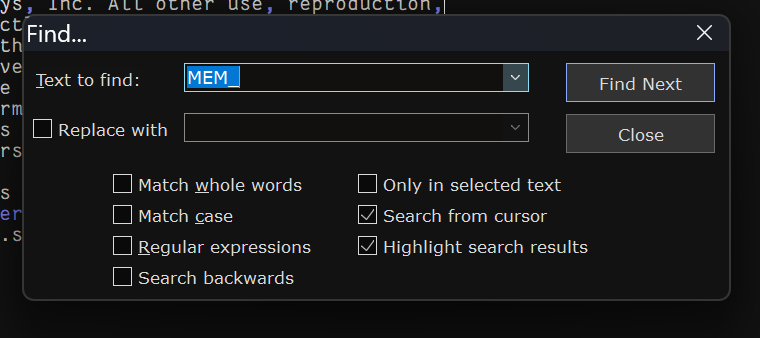 ys, Inc. All other use, reproduction,
Find...
Text to find: MEM_ Find Next
Replace with Close
Match whole words Only in selected text
Match case Search from cursor
Regular expressions Highlight search results
Search backwards